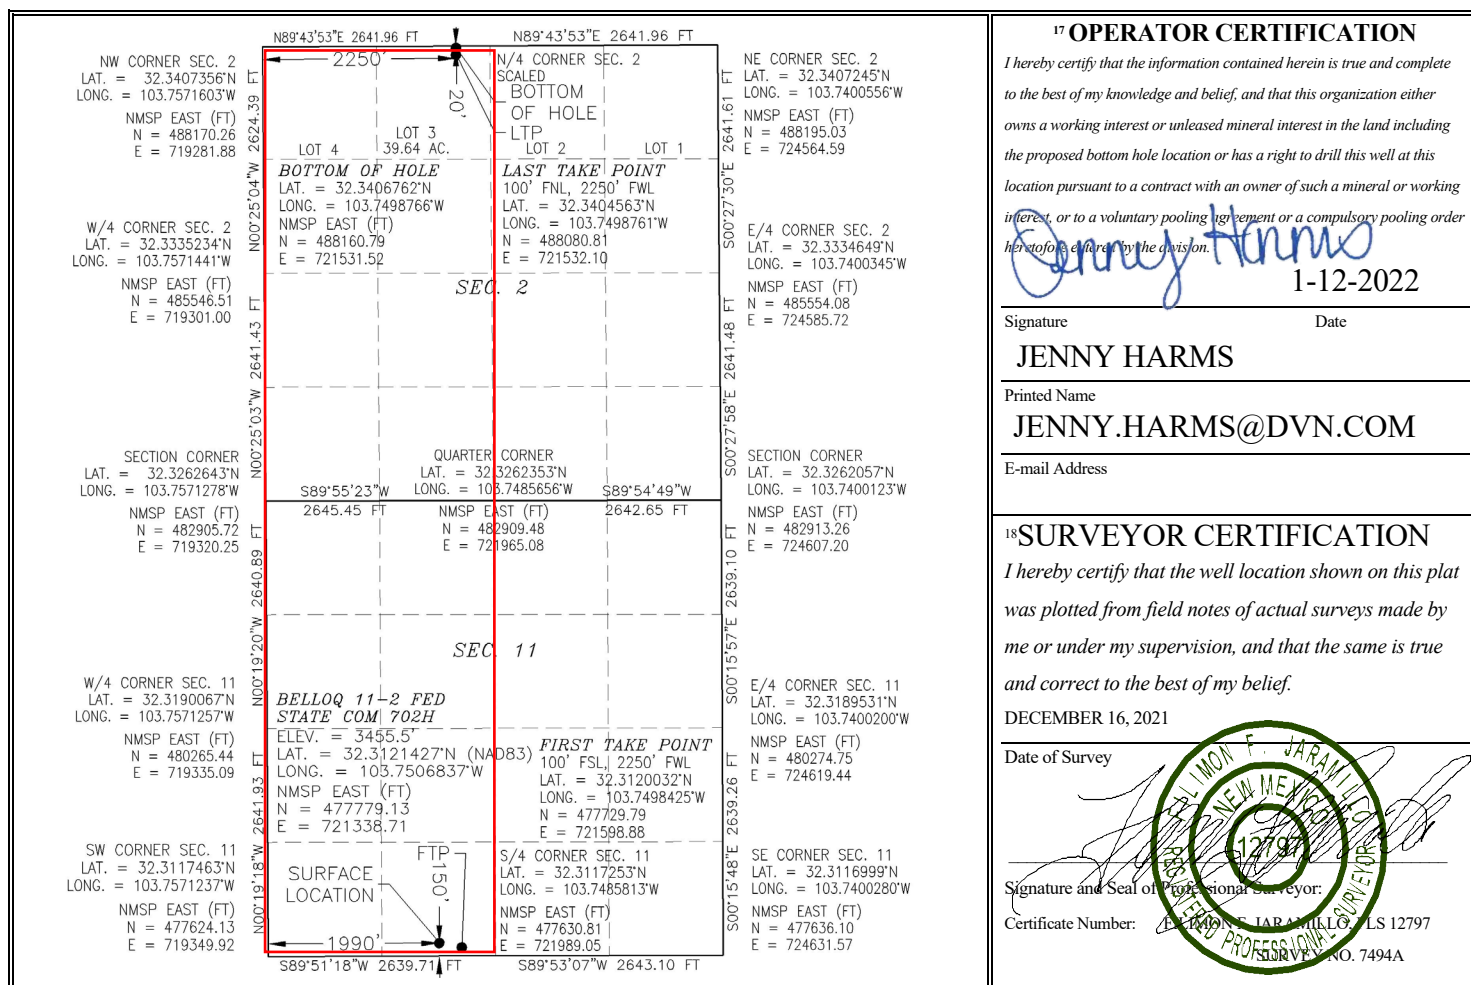 N89°43'53"E 2641.96 FT
N89°43'53"E 2641.96 FT
NW CORNER SEC. 2
LAT. = 32.3407356°N
LONG. = 103.7571603°W
NMSP EAST (FT)
N = 488170.26
E = 719281.88
2250'
20'
N/4 CORNER SEC. 2
SCALED
BOTTOM
OF HOLE
LTP
NE CORNER SEC. 2
LAT. = 32.3407245°N
LONG. = 103.7400556°W
NMSP EAST (FT)
N = 488195.03
E = 724564.59
N00°25'04"W 2624.39 FT
S00°27'30"E 2641.61 FT
LOT 4
LOT 3
39.64 AC.
LOT 2
LOT 1
BOTTOM OF HOLE
LAT. = 32.3406762°N
LONG. = 103.7498766°W
NMSP EAST (FT)
N = 488160.79
E = 721531.52
LAST TAKE POINT
100' FNL, 2250' FWL
LAT. = 32.3404563°N
LONG. = 103.7498761°W
NMSP EAST (FT)
N = 488080.81
E = 721532.10
W/4 CORNER SEC. 2
LAT. = 32.3335234°N
LONG. = 103.7571441°W
NMSP EAST (FT)
N = 485546.51
E = 719301.00
SEC. 2
E/4 CORNER SEC. 2
LAT. = 32.3334649°N
LONG. = 103.7400345°W
NMSP EAST (FT)
N = 485554.08
E = 724585.72
N00°25'03"W 2641.43 FT
S00°27'58"E 2641.48 FT
SECTION CORNER
LAT. = 32.3262643°N
LONG. = 103.7571278°W
NMSP EAST (FT)
N = 482905.72
E = 719320.25
QUARTER CORNER
LAT. = 32.3262353°N
LONG. = 103.7485656°W
NMSP EAST (FT)
N = 482909.48
E = 721965.08
SECTION CORNER
LAT. = 32.3262057°N
LONG. = 103.7400123°W
NMSP EAST (FT)
N = 482913.26
E = 724607.20
S89°55'23"W
2645.45 FT
S89°54'49"W
2642.65 FT
N00°19'20"W 2640.89 FT
S00°15'57"E 2639.10 FT
SEC. 11
W/4 CORNER SEC. 11
LAT. = 32.3190067°N
LONG. = 103.7571257°W
NMSP EAST (FT)
N = 480265.44
E = 719335.09
BELLOQ 11-2 FED
STATE COM 702H
ELEV. = 3455.5'
LAT. = 32.3121427°N (NAD83)
LONG. = 103.7506837°W
NMSP EAST (FT)
N = 477779.13
E = 721338.71
FIRST TAKE POINT
100' FSL, 2250' FWL
LAT. = 32.3120032°N
LONG. = 103.7498425°W
N = 477729.79
E = 721598.88
E/4 CORNER SEC. 11
LAT. = 32.3189531°N
LONG. = 103.7400200°W
NMSP EAST (FT)
N = 480274.75
E = 724619.44
N00°19'18"W 2641.93 FT
S00°15'48"E 2639.26 FT
SW CORNER SEC. 11
LAT. = 32.3117463°N
LONG. = 103.7571237°W
NMSP EAST (FT)
N = 477624.13
E = 719349.92
SURFACE
LOCATION
FTP
150'
1990'
S/4 CORNER SEC. 11
LAT. = 32.3117253°N
LONG. = 103.7485813°W
NMSP EAST (FT)
N = 477630.81
E = 721989.05
SE CORNER SEC. 11
LAT. = 32.3116999°N
LONG. = 103.7400280°W
NMSP EAST (FT)
N = 477636.10
E = 724631.57
S89°51'18"W 2639.71 FT
S89°53'07"W 2643.10 FT
17 OPERATOR CERTIFICATION
I hereby certify that the information contained herein is true and complete
to the best of my knowledge and belief, and that this organization either
owns a working interest or unleased mineral interest in the land including
the proposed bottom hole location or has a right to drill this well at this
location pursuant to a contract with an owner of such a mineral or working
interest, or to a voluntary pooling agreement or a compulsory pooling order
heretofore entered by the division.
Jenny Harms
1-12-2022
Signature Date
JENNY HARMS
Printed Name
JENNY.HARMS@DVN.COM
E-mail Address
18 SURVEYOR CERTIFICATION
I hereby certify that the well location shown on this plat
was plotted from field notes of actual surveys made by
me or under my supervision, and that the same is true
and correct to the best of my belief.
DECEMBER 16, 2021
Date of Survey
FILIMON F. JARAMILLO
NEW MEXICO
12797
REGISTERED PROFESSIONAL SURVEYOR
Signature and Seal of Professional Surveyor:
Certificate Number: FILIMON F. JARAMILLO, PLS 12797
SURVEY NO. 7494A